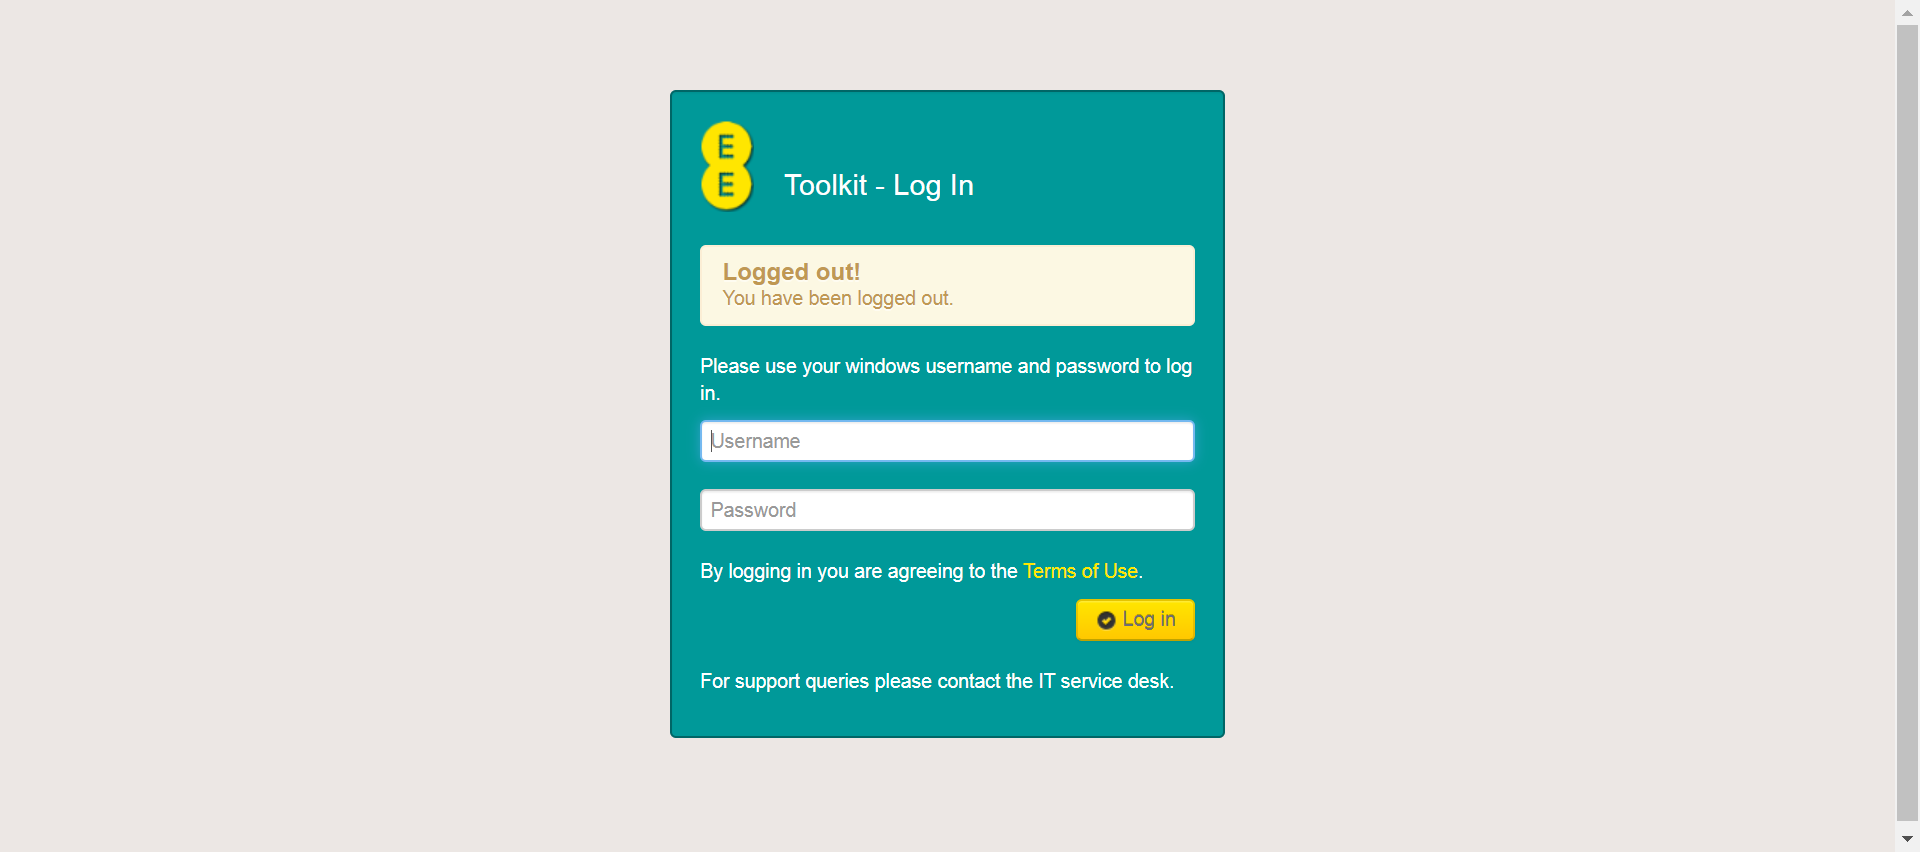 E
E
Toolkit - Log In
Logged out!
You have been logged out.
Please use your windows username and password to log
in.
Username
Password
By logging in you are agreeing to the Terms of Use.
Log in
For support queries please contact the IT service desk.